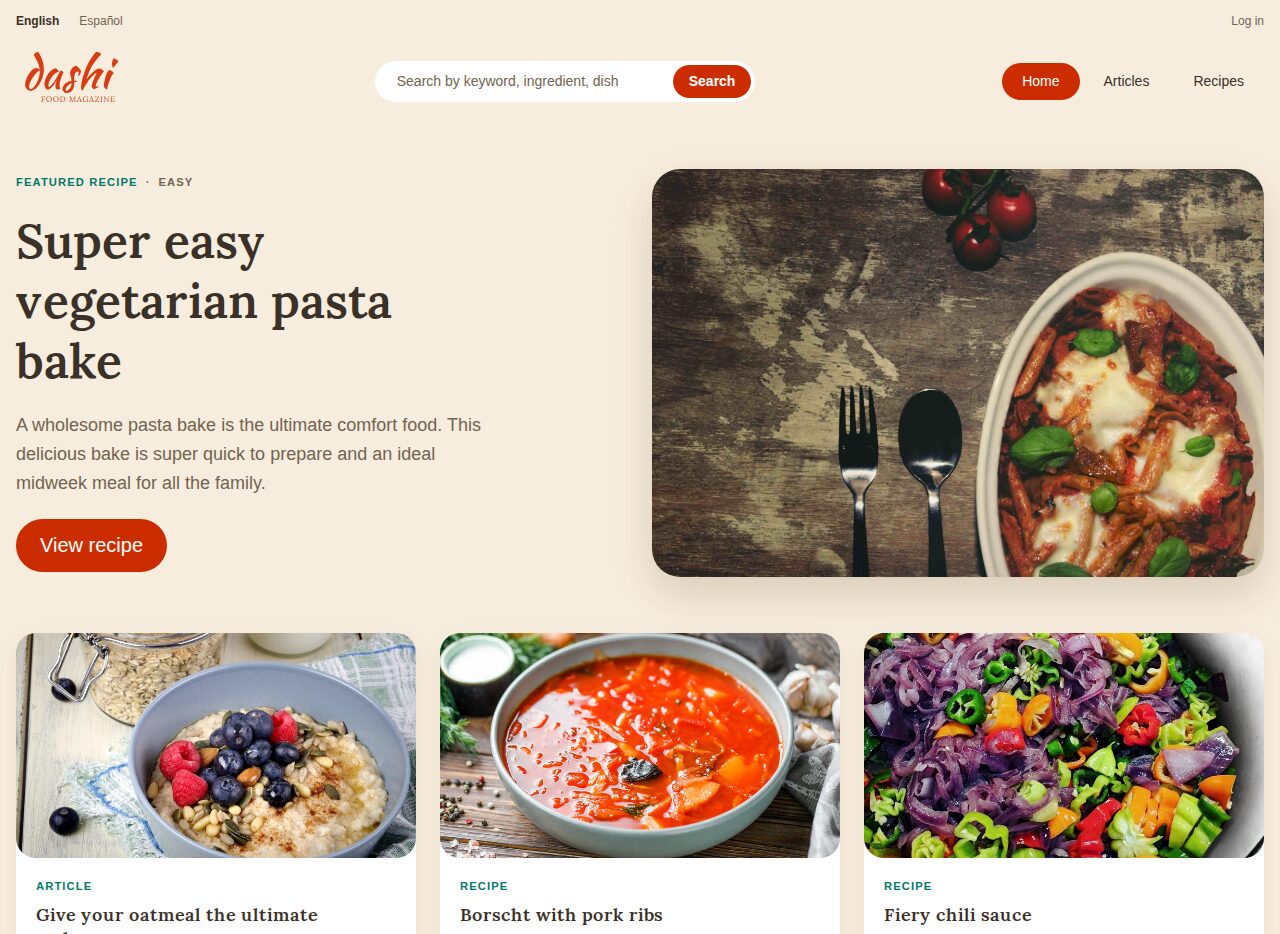 English Español Log in
dashi
FOOD MAGAZINE
Search by keyword, ingredient, dish Search Home Articles Recipes
FEATURED RECIPE · EASY
Super easy
vegetarian pasta
bake
A wholesome pasta bake is the ultimate comfort food. This
delicious bake is super quick to prepare and an ideal
midweek meal for all the family.
View recipe
ARTICLE
Give your oatmeal the ultimate
RECIPE
Borscht with pork ribs
RECIPE
Fiery chili sauce